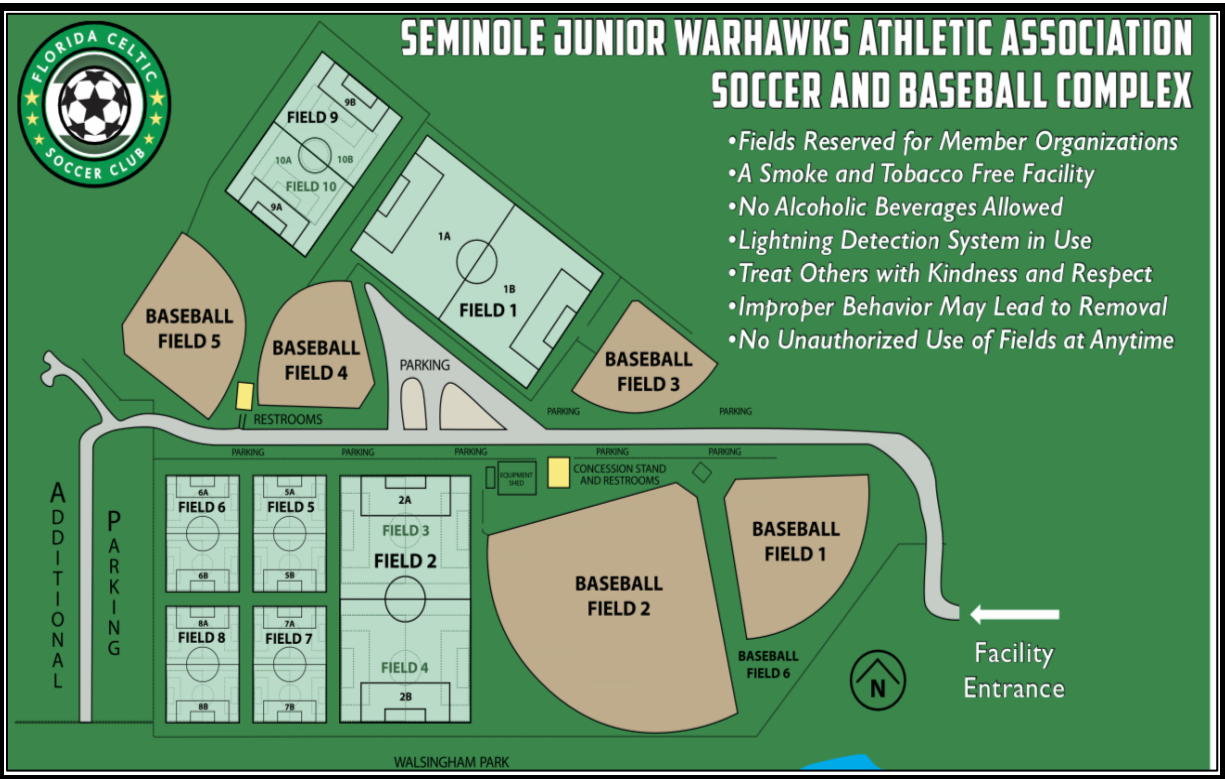 FLORIDA CELTIC
SOCCER CLUB
SEMINOLE JUNIOR WARHAWKS ATHLETIC ASSOCIATION
SOCCER AND BASEBALL COMPLEX
•Fields Reserved for Member Organizations
•A Smoke and Tobacco Free Facility
•No Alcoholic Beverages Allowed
•Lightning Detection System in Use
•Treat Others with Kindness and Respect
•Improper Behavior May Lead to Removal
•No Unauthorized Use of Fields at Anytime
9B
FIELD 9
10A
10B
FIELD 10
9A
1A
1B
FIELD 1
BASEBALL
FIELD 5
BASEBALL
FIELD 4
PARKING
BASEBALL
FIELD 3
RESTROOMS
PARKING
PARKING
PARKING
PARKING
PARKING
PARKING
PARKING
EQUIPMENT
SHED
CONCESSION STAND
AND RESTROOMS
ADDITIONAL
PARKING
6A
FIELD 6
6B
5A
FIELD 5
5B
2A
FIELD 3
FIELD 2
FIELD 4
2B
8A
FIELD 8
8B
7A
FIELD 7
7B
BASEBALL
FIELD 2
BASEBALL
FIELD 1
BASEBALL
FIELD 6
N
Facility
Entrance
WALSINGHAM PARK